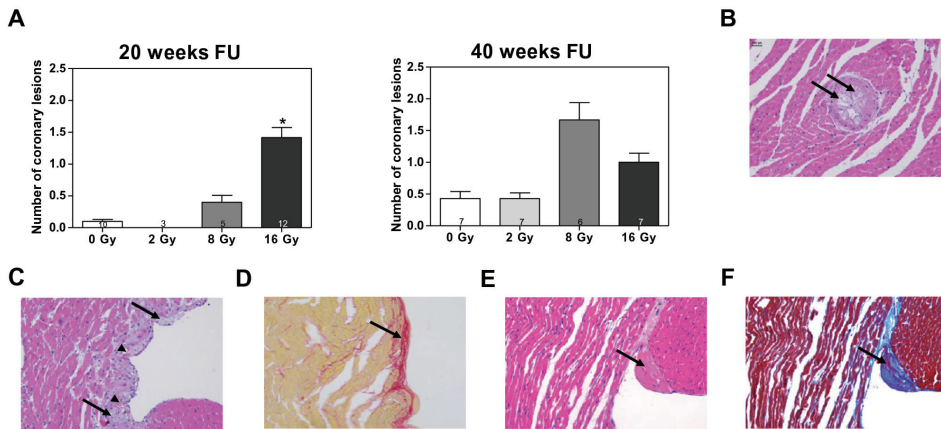 A
20 weeks FU
Number of coronary lesions
2.5
2.0
1.5
1.0
0.5
0.0
*
10
3
5
12
0 Gy
2 Gy
8 Gy
16 Gy
40 weeks FU
Number of coronary lesions
2.5
2.0
1.5
1.0
0.5
0.0
7
7
6
7
0 Gy
2 Gy
8 Gy
16 Gy
B
C
D
E
F